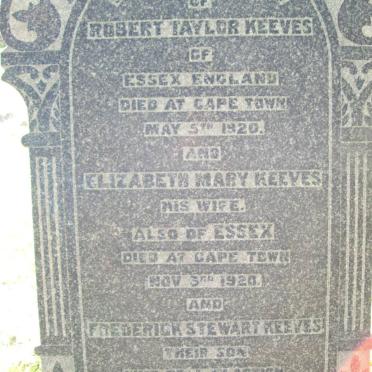 OF
ROBERT TAYLOR KEEVES
OF
ESSEX ENGLAND
DIED AT CAPE TOWN
MAY 5TH 1920.
AND
ELIZABETH MARY KEEVES
HIS WIFE.
ALSO OF ESSEX
DIED AT CAPE TOWN
NOV 3RD 1920.
AND
FREDERICK STEWART KEEVES
THEIR SON